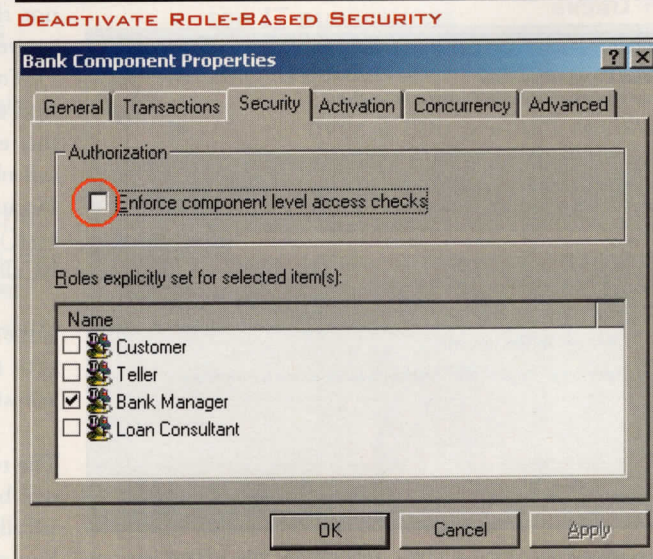 DEACTIVATE ROLE-BASED SECURITY
Bank Component Properties
General Transactions Security Activation Concurrency Advanced
Authorization
Enforce component level access checks
Roles explicitly set for selected item(s):
Name
Customer
Teller
Bank Manager
Loan Consultant
OK Cancel Apply